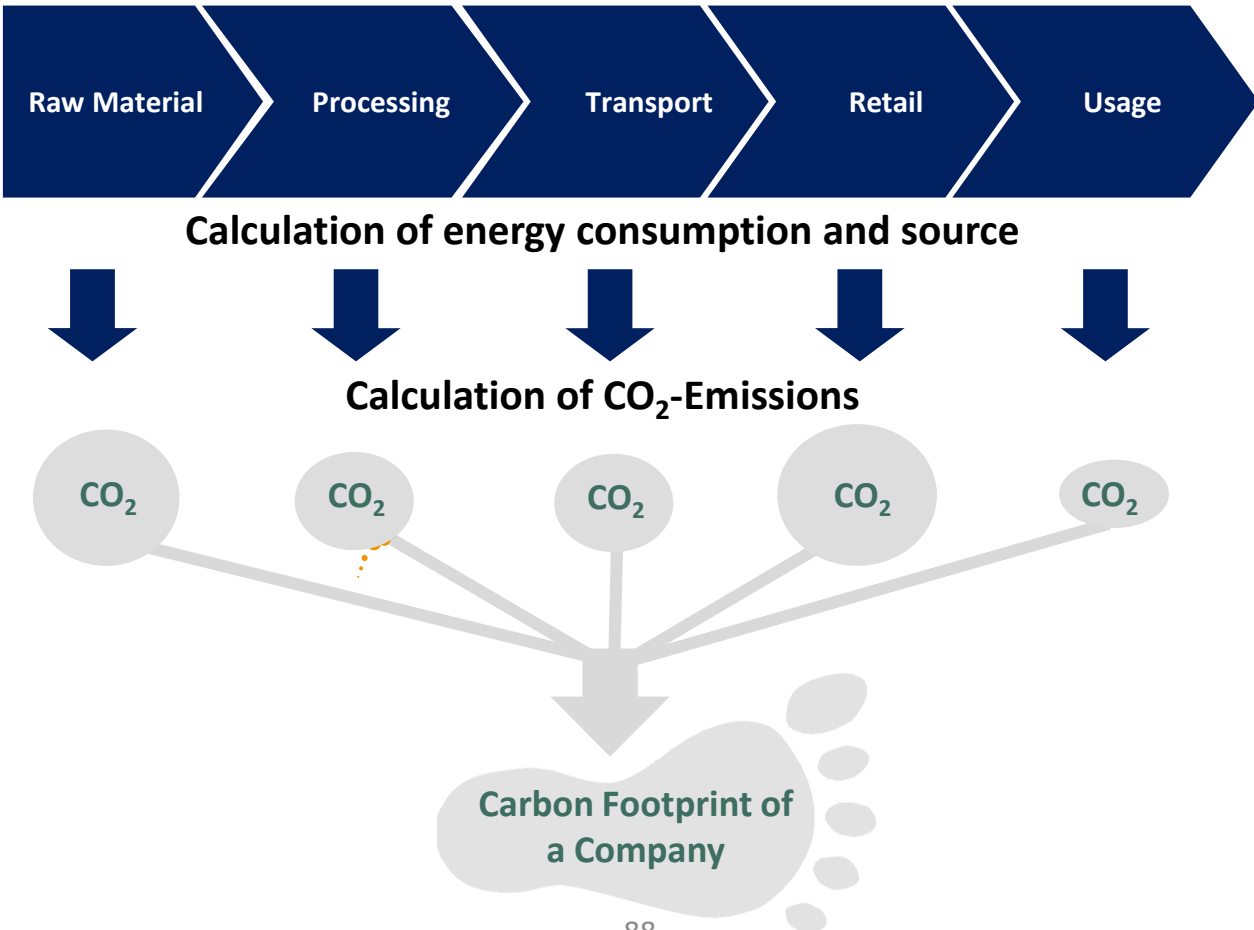 Raw Material
Processing
Transport
Retail
Usage
Calculation of energy consumption and source
Calculation of CO₂-Emissions
CO₂
CO₂
CO₂
CO₂
CO₂
Carbon Footprint of
a Company
88